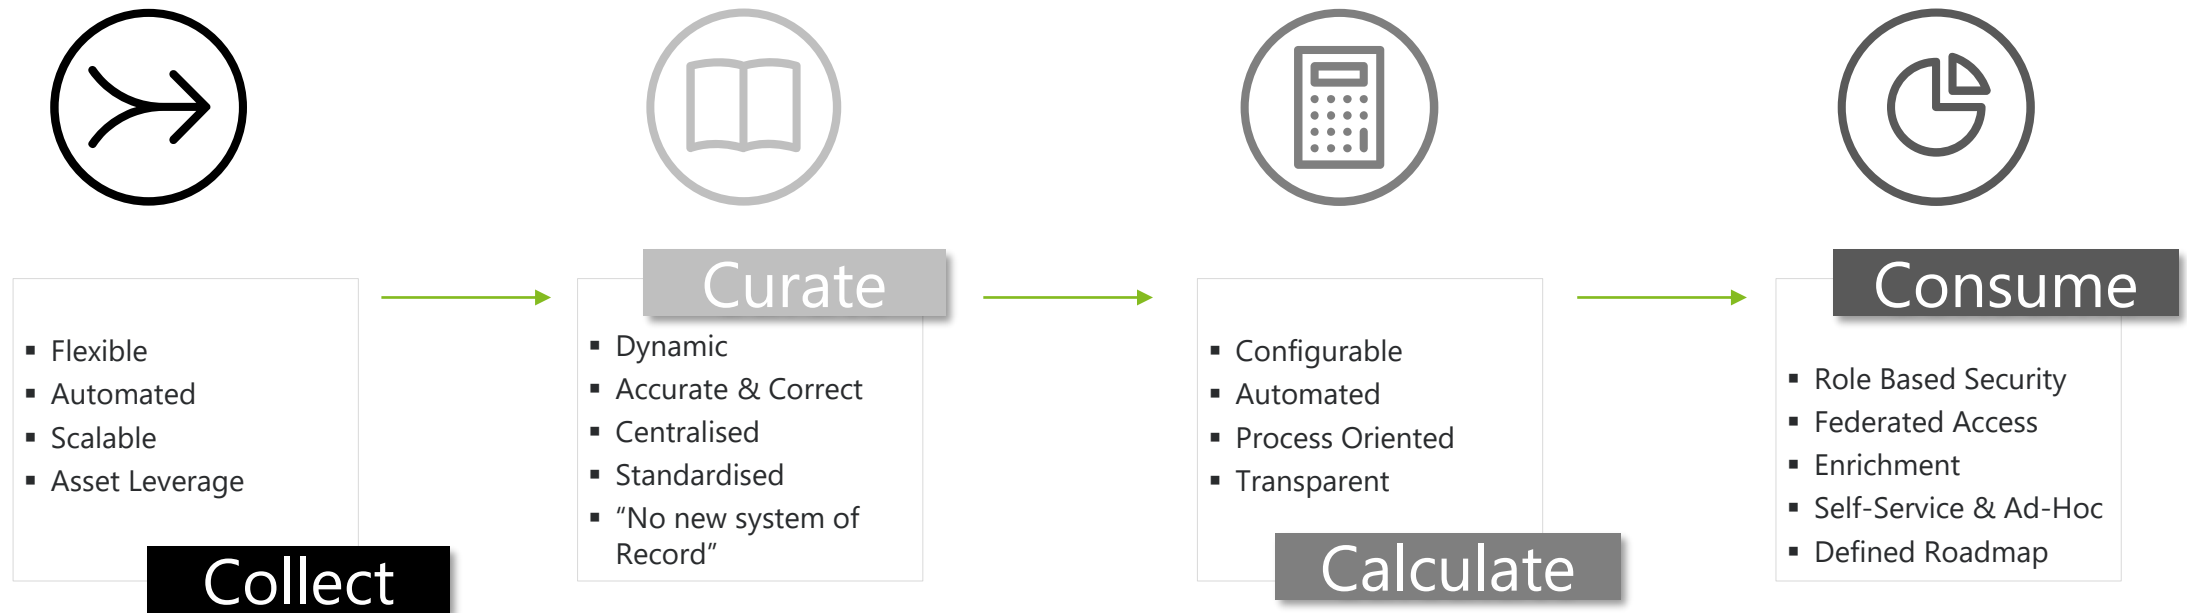 Collect
▪ Flexible
▪ Automated
▪ Scalable
▪ Asset Leverage
Curate
▪ Dynamic
▪ Accurate & Correct
▪ Centralised
▪ Standardised
▪ “No new system of
Record”
Calculate
▪ Configurable
▪ Automated
▪ Process Oriented
▪ Transparent
Consume
▪ Role Based Security
▪ Federated Access
▪ Enrichment
▪ Self-Service & Ad-Hoc
▪ Defined Roadmap